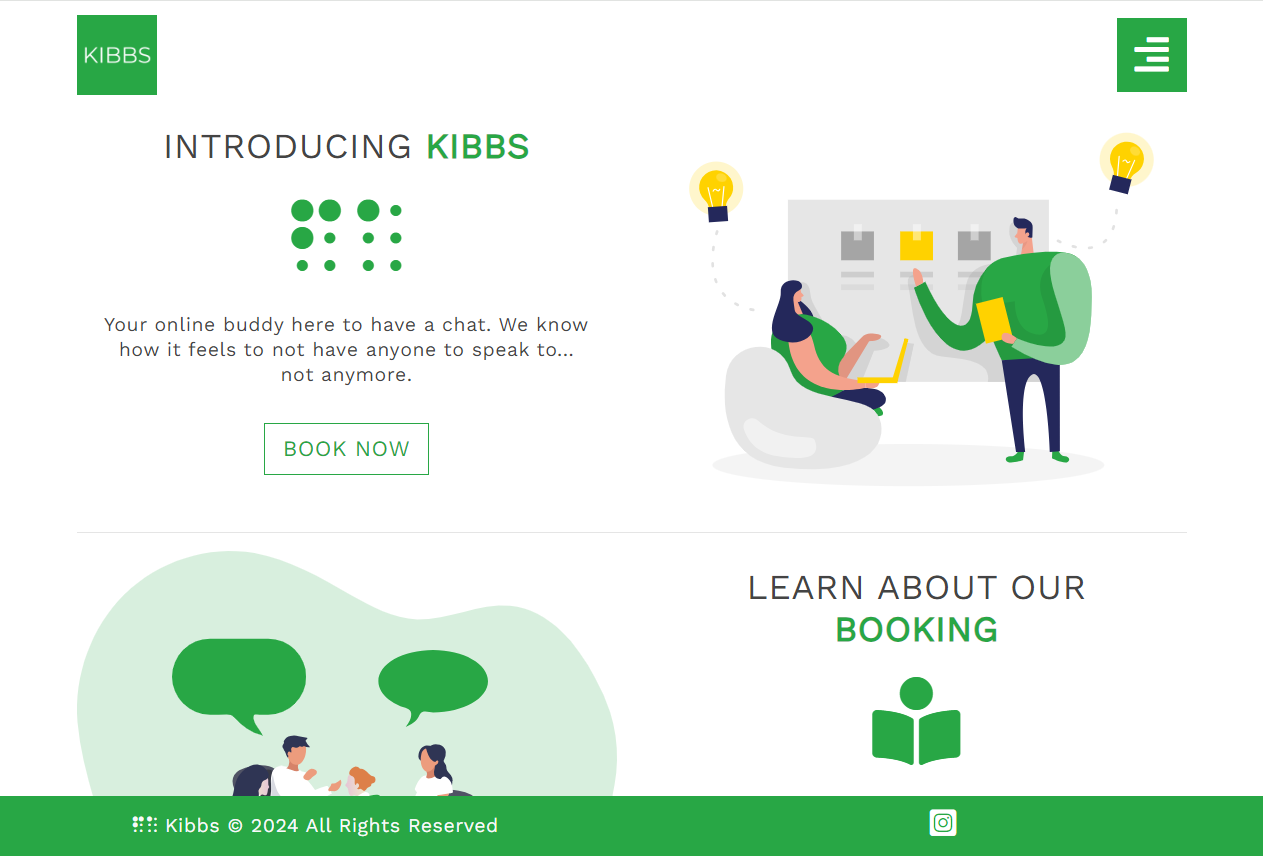 KIBBS
INTRODUCING KIBBS
Your online buddy here to have a chat. We know
how it feels to not have anyone to speak to...
not anymore.
BOOK NOW
LEARN ABOUT OUR
BOOKING
Kibbs © 2024 All Rights Reserved